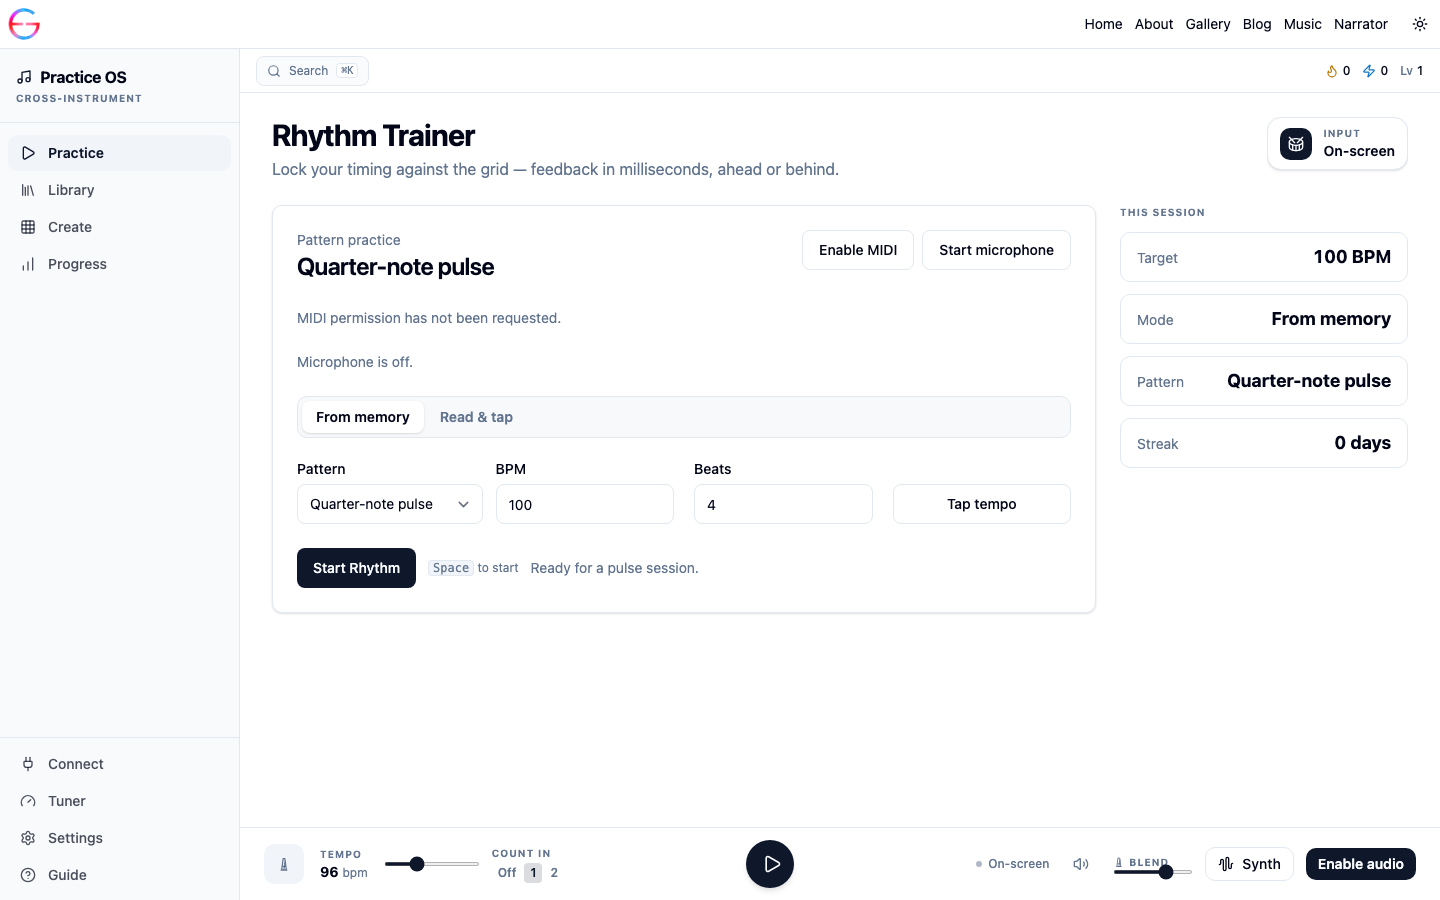 Home About Gallery Blog Music Narrator
Practice OS
CROSS-INSTRUMENT
Practice
Library
Create
Progress
Connect
Tuner
Settings
Guide
Search ⌘K
0 0 Lv 1
Rhythm Trainer
Lock your timing against the grid — feedback in milliseconds, ahead or behind.
INPUT
On-screen
Pattern practice
Quarter-note pulse
Enable MIDI Start microphone
MIDI permission has not been requested.
Microphone is off.
From memory Read & tap
Pattern BPM Beats
Quarter-note pulse 100 4 Tap tempo
Start Rhythm Space to start Ready for a pulse session.
THIS SESSION
Target 100 BPM
Mode From memory
Pattern Quarter-note pulse
Streak 0 days
TEMPO
96 bpm
COUNT IN
Off 1 2
On-screen
BLEND
Synth
Enable audio